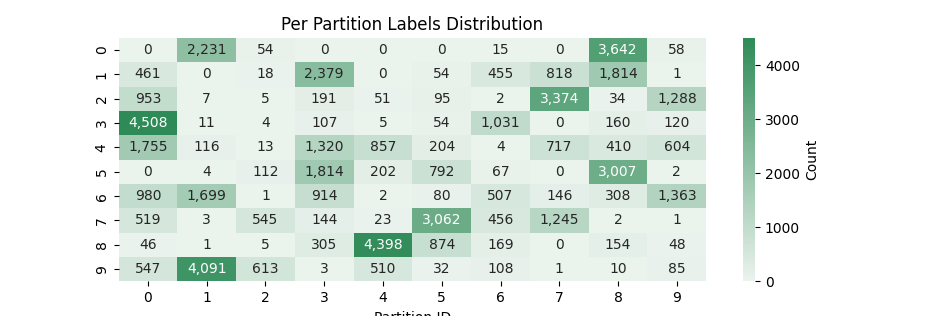 Per Partition Labels Distribution
0 0 2,231 54 0 0 0 15 0 3,642 58
1 461 0 18 2,379 0 54 455 818 1,814 1
2 953 7 5 191 51 95 2 3,374 34 1,288
3 4,508 11 4 107 5 54 1,031 0 160 120
4 1,755 116 13 1,320 857 204 4 717 410 604
5 0 4 112 1,814 202 792 67 0 3,007 2
6 980 1,699 1 914 2 80 507 146 308 1,363
7 519 3 545 144 23 3,062 456 1,245 2 1
8 46 1 5 305 4,398 874 169 0 154 48
9 547 4,091 613 3 510 32 108 1 10 85
0 1 2 3 4 5 6 7 8 9
Partition ID
4000
3000
2000
1000
0
Count